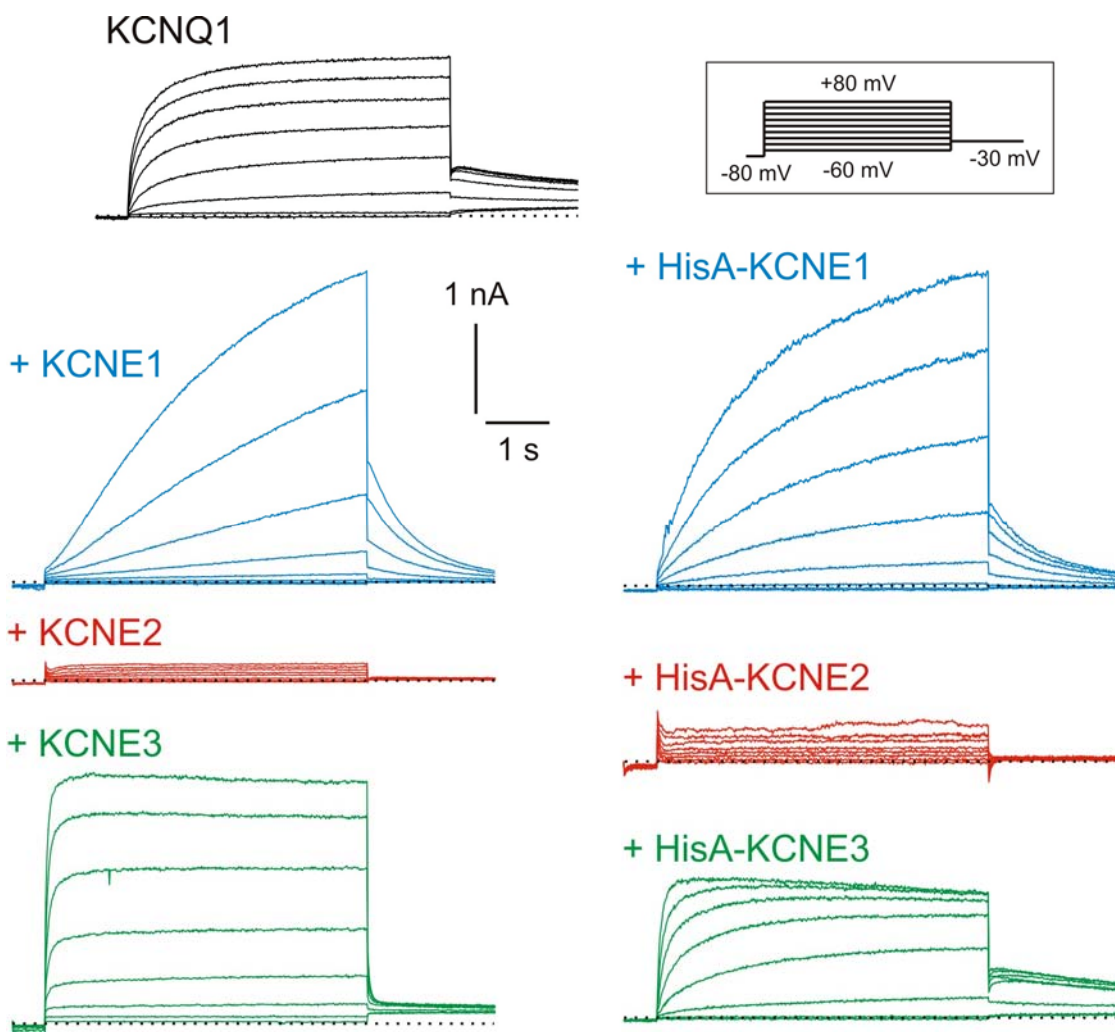 KCNQ1
+80 mV
-80 mV
-60 mV
-30 mV
+ HisA-KCNE1
1 nA
+ KCNE1
1 s
+ KCNE2
+ HisA-KCNE2
+ KCNE3
+ HisA-KCNE3